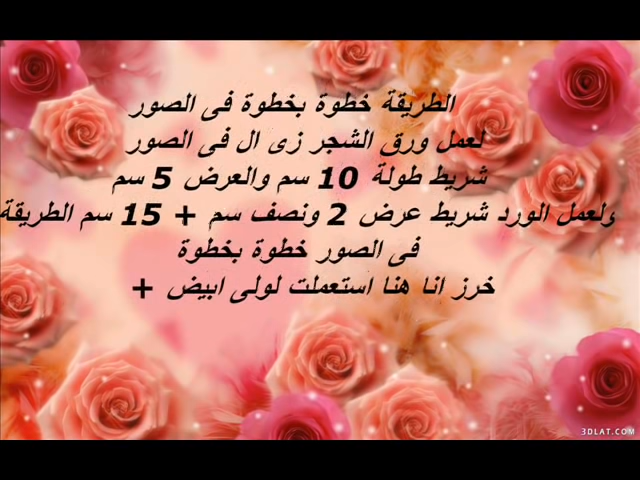 الطريقة خطوة بخطوة فى الصور
لعمل ورق الشجر زى ال فى الصور
شريط طولة 10 سم والعرض 5 سم
ولعمل الورد شريط عرض 2 ونصف سم + 15 سم الطريقة
فى الصور خطوة بخطوة
خرز انا هنا استعملت لولى ابيض +
3DLAT.COM